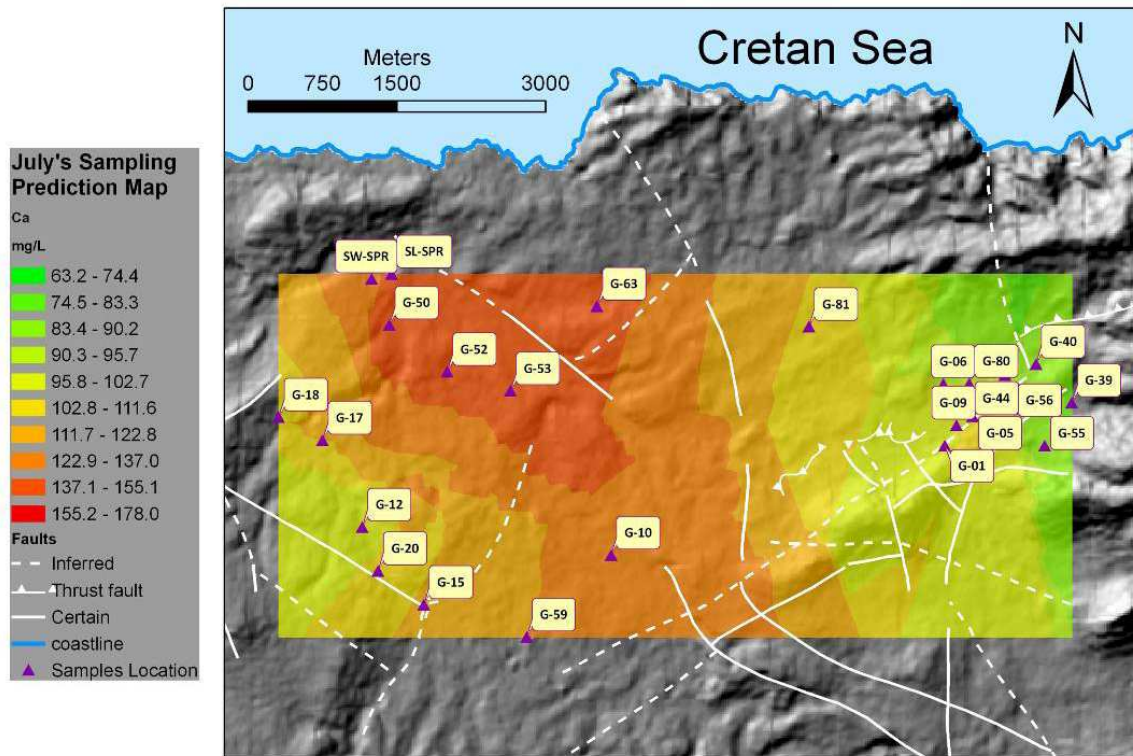 July's Sampling
Prediction Map
Ca
mg/L
63.2 - 74.4
74.5 - 83.3
83.4 - 90.2
90.3 - 95.7
95.8 - 102.7
102.8 - 111.6
111.7 - 122.8
122.9 - 137.0
137.1 - 155.1
155.2 - 178.0
Faults
Inferred
Thrust fault
Certain
coastline
Samples Location
Meters
0 750 1500 3000
Cretan Sea
N
SW-SPR
SL-SPR
G-50
G-63
G-81
G-52
G-53
G-18
G-17
G-06
G-80
G-40
G-09
G-44
G-56
G-39
G-05
G-55
G-01
G-12
G-20
G-10
G-15
G-59